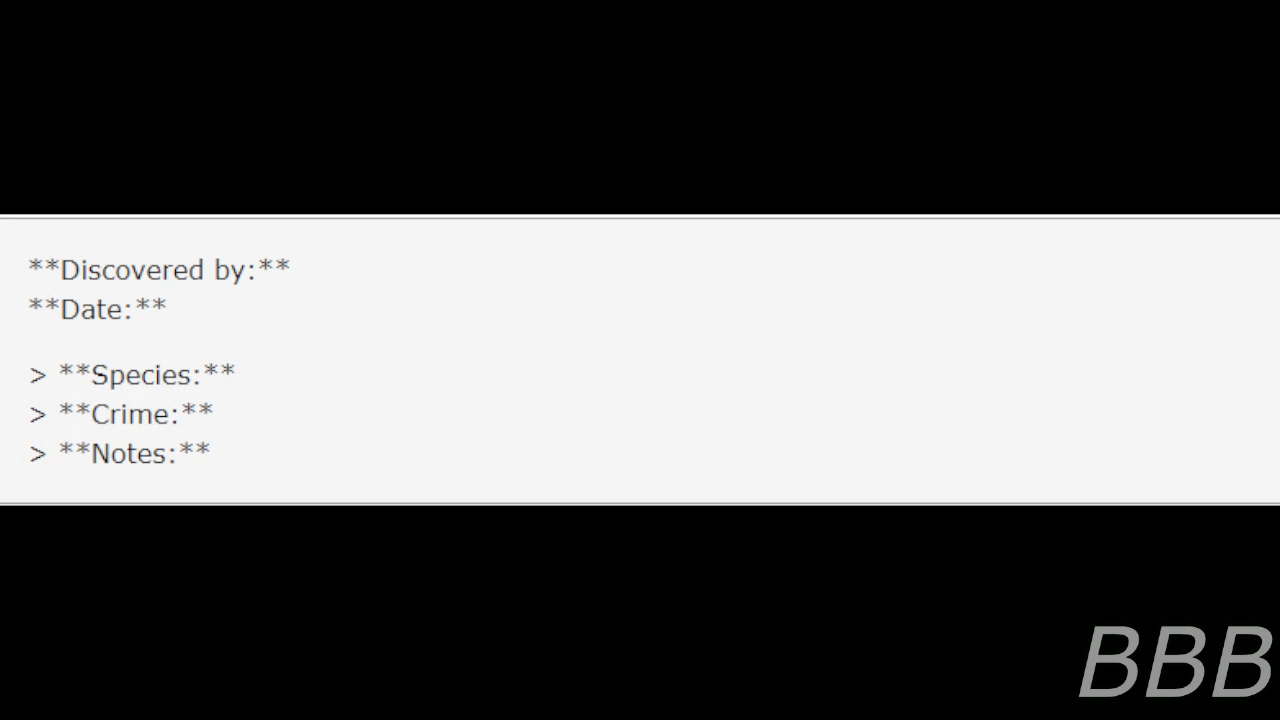 **Discovered by:**
**Date:**
> **Species:**
> **Crime:**
> **Notes:**
BBB